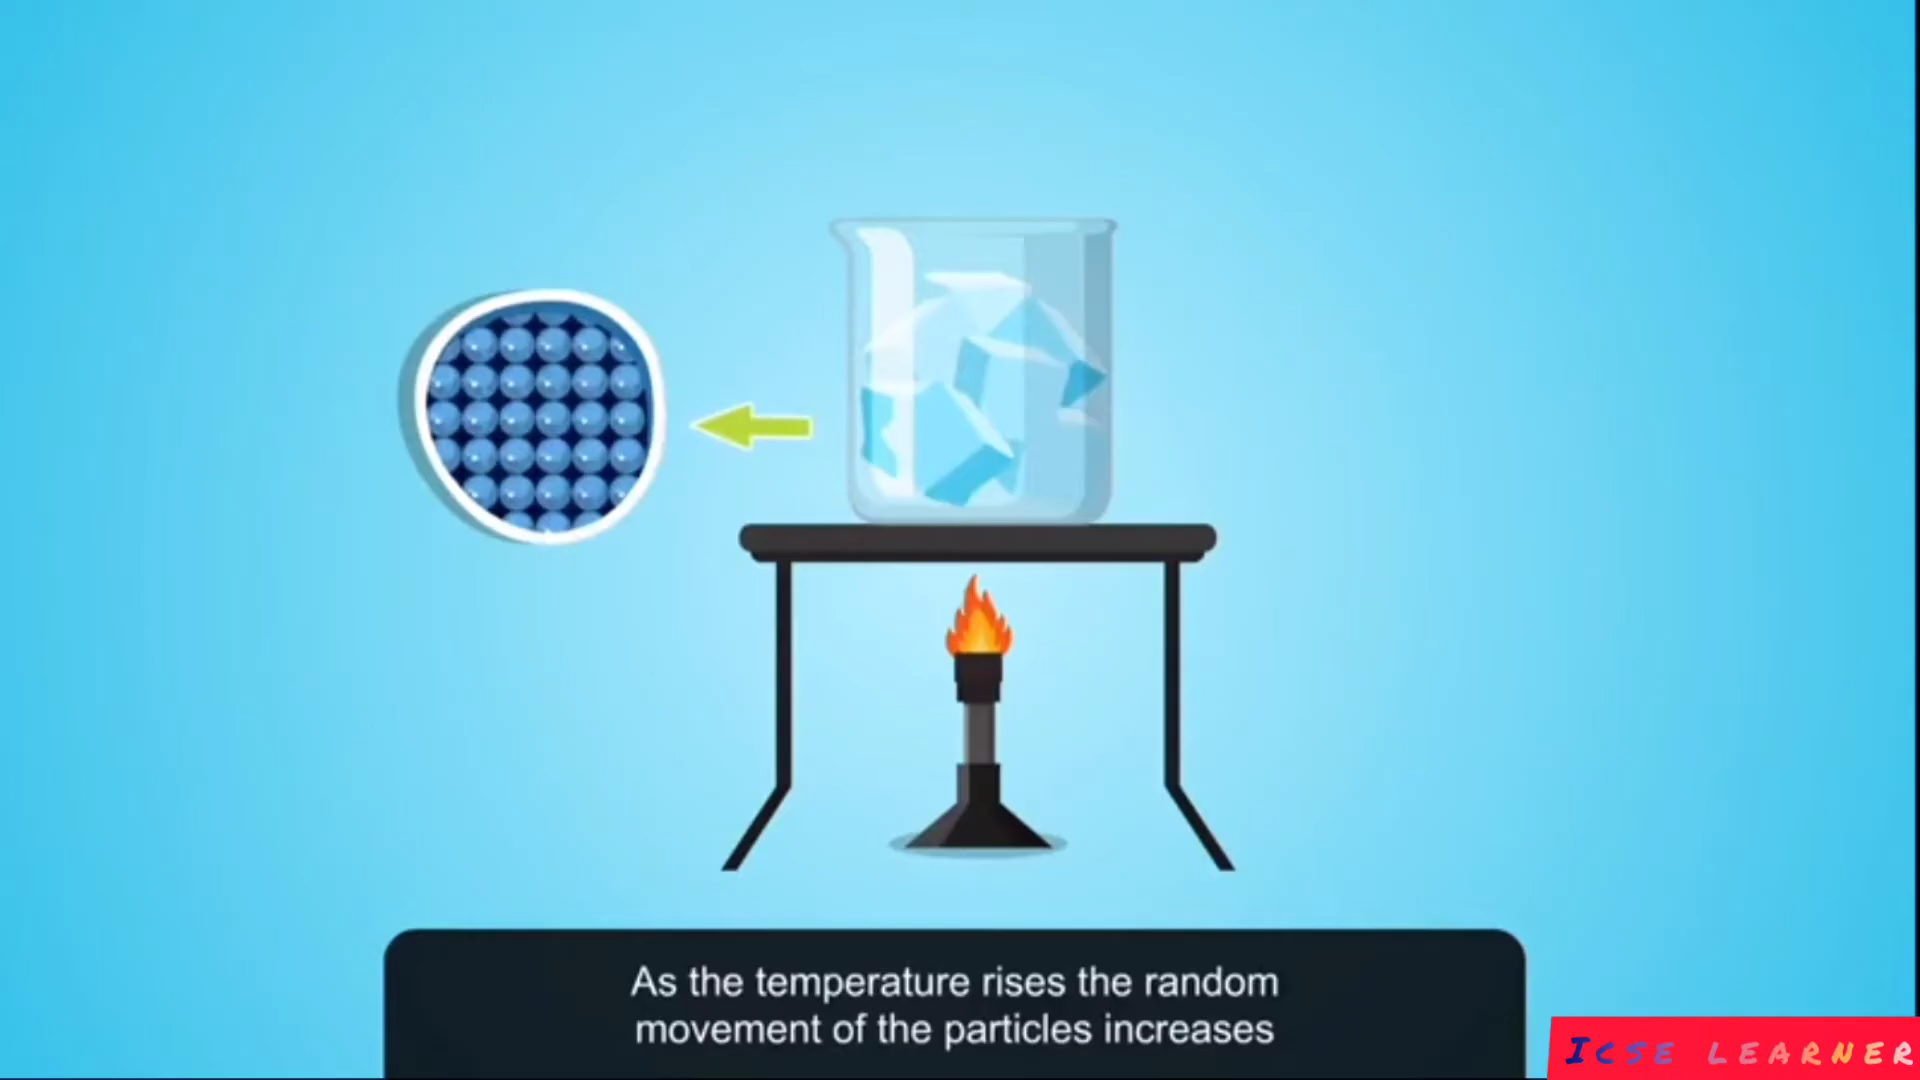 As the temperature rises the random
movement of the particles increases
ICSE LEARNER